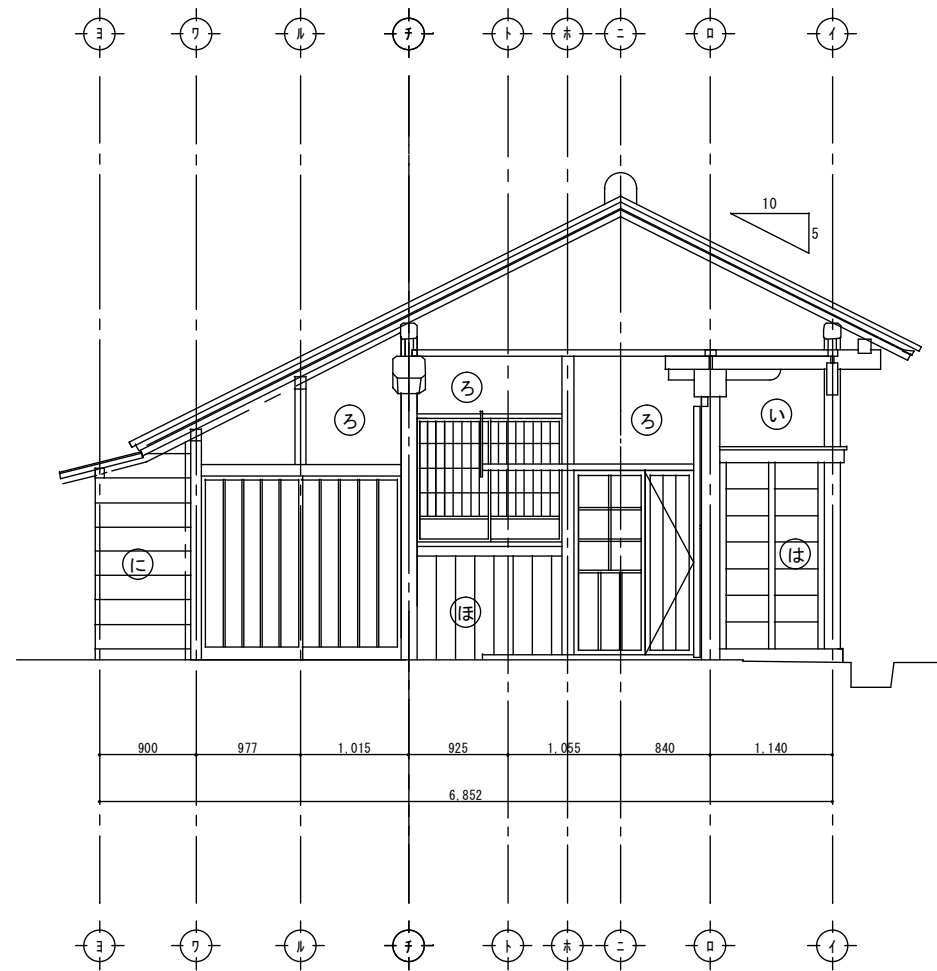 ヨ ワ ル チ ト ホ ニ ロ イ
10
5
ろ
ろ
ろ
い
に
ほ
は
900 977 1,015 925 1,055 840 1,140
6,852
ヨ ワ ル チ ト ホ ニ ロ イ